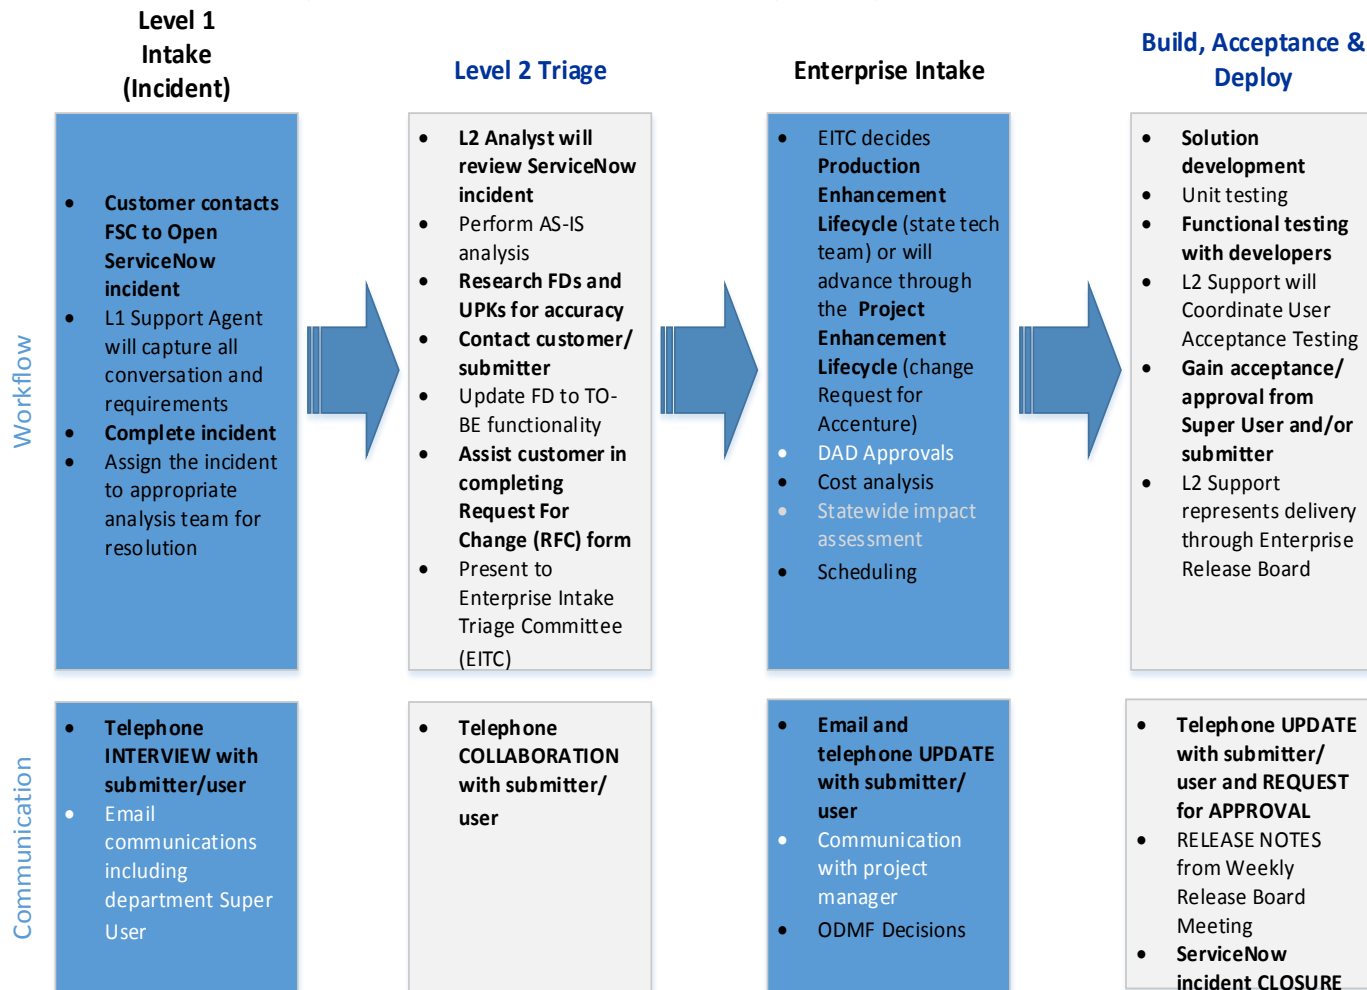 Level 1
Intake
(Incident)
Level 2 Triage
Enterprise Intake
Build, Acceptance &
Deploy
Workflow
• Customer contacts
FSC to Open
ServiceNow
incident
• L1 Support Agent
will capture all
conversation and
requirements
• Complete incident
• Assign the incident
to appropriate
analysis team for
resolution
• L2 Analyst will
review ServiceNow
incident
• Perform AS-IS
analysis
• Research FDs and
UPKs for accuracy
• Contact customer/
submitter
• Update FD to TO-
BE functionality
• Assist customer in
completing
Request For
Change (RFC) form
• Present to
Enterprise Intake
Triage Committee
(EITC)
• EITC decides
Production
Enhancement
Lifecycle (state tech
team) or will
advance through
the Project
Enhancement
Lifecycle (change
Request for
Accenture)
• DAD Approvals
• Cost analysis
• Statewide impact
assessment
• Scheduling
• Solution
development
• Unit testing
• Functional testing
with developers
• L2 Support will
Coordinate User
Acceptance Testing
• Gain acceptance/
approval from
Super User and/or
submitter
• L2 Support
represents delivery
through Enterprise
Release Board
Communication
• Telephone
INTERVIEW with
submitter/user
• Email
communications
including
department Super
User
• Telephone
COLLABORATION
with submitter/
user
• Email and
telephone UPDATE
with submitter/
user
• Communication
with project
manager
• ODMF Decisions
• Telephone UPDATE
with submitter/
user and REQUEST
for APPROVAL
• RELEASE NOTES
from Weekly
Release Board
Meeting
• ServiceNow
incident CLOSURE